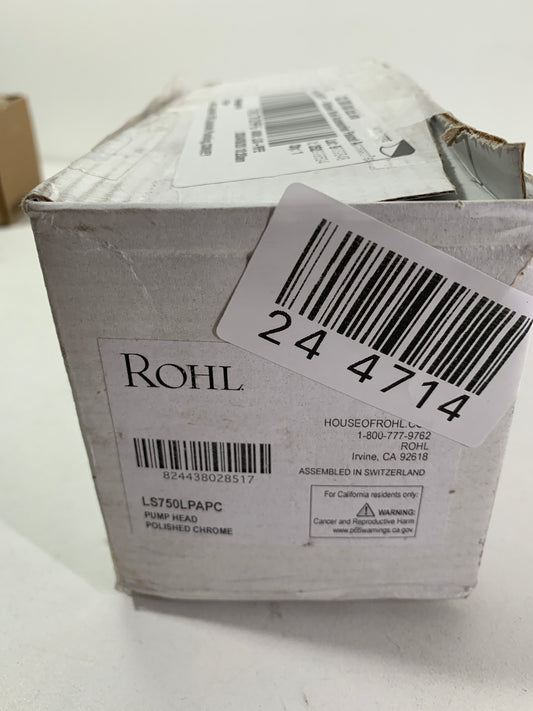 24 4714
ROHL
HOUSEOFROHL.CO
1-800-777-9762
ROHL
Irvine, CA 92618
ASSEMBLED IN SWITZERLAND
824438028517
LS750LPAPC
PUMP HEAD
POLISHED CHROME
For California residents only:
WARNING:
Cancer and Reproductive Harm
www.p65warnings.ca.gov